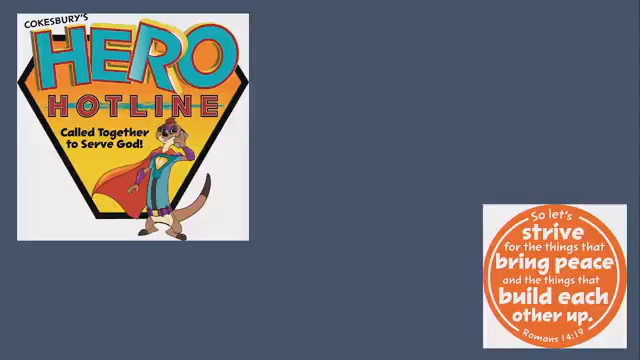 COKESBURY'S
HERO
HOTLINE
Called Together
to Serve God!
So let's
strive
for the things that
bring peace
and the things that
build each
other up.
Romans 14:19